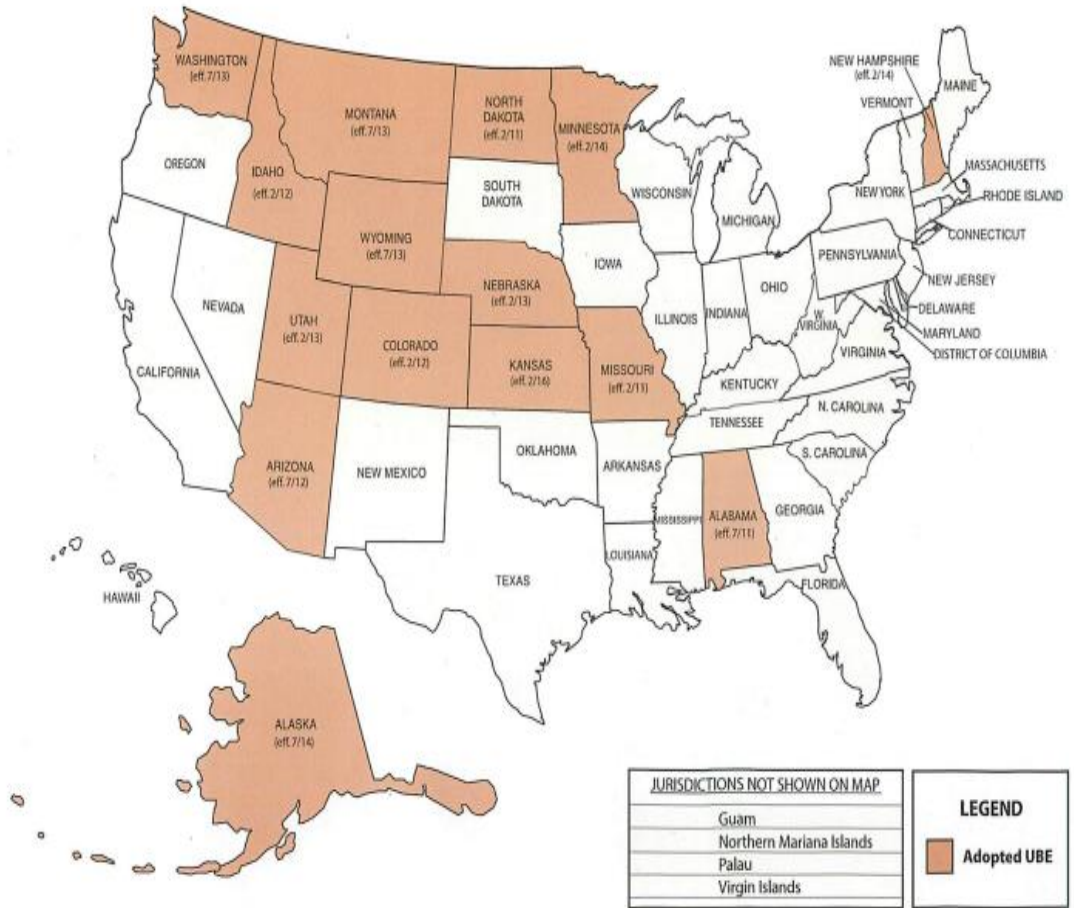 WASHINGTON
(eff.7/13)
MONTANA
(eff.7/13)
NORTH
DAKOTA
(eff.2/11)
MINNESOTA
(eff.2/14)
NEW HAMPSHIRE
(eff.2/14)
VERMONT
MAINE
OREGON
IDAHO
(eff.2/12)
SOUTH
DAKOTA
WISCONSIN
MICHIGAN
NEW YORK
MASSACHUSETTS
RHODE ISLAND
CONNECTICUT
WYOMING
(eff.7/13)
IOWA
PENNSYLVANIA
NEW JERSEY
NEBRASKA
(eff.2/13)
NEVADA
UTAH
(eff.2/13)
COLORADO
(eff.2/12)
KANSAS
(eff.2/16)
MISSOURI
(eff.2/11)
ILLINOIS
INDIANA
OHIO
W.
VIRGINIA
VIRGINIA
DELAWARE
MARYLAND
DISTRICT OF COLUMBIA
CALIFORNIA
KENTUCKY
TENNESSEE
N. CAROLINA
S. CAROLINA
ARIZONA
(eff.7/12)
NEW MEXICO
OKLAHOMA
ARKANSAS
MISSISSIPPI
ALABAMA
(eff.7/11)
GEORGIA
LOUISIANA
TEXAS
FLORIDA
HAWAII
ALASKA
(eff.7/14)
JURISDICTIONS NOT SHOWN ON MAP
Guam
Northern Mariana Islands
Palau
Virgin Islands
LEGEND
Adopted UBE